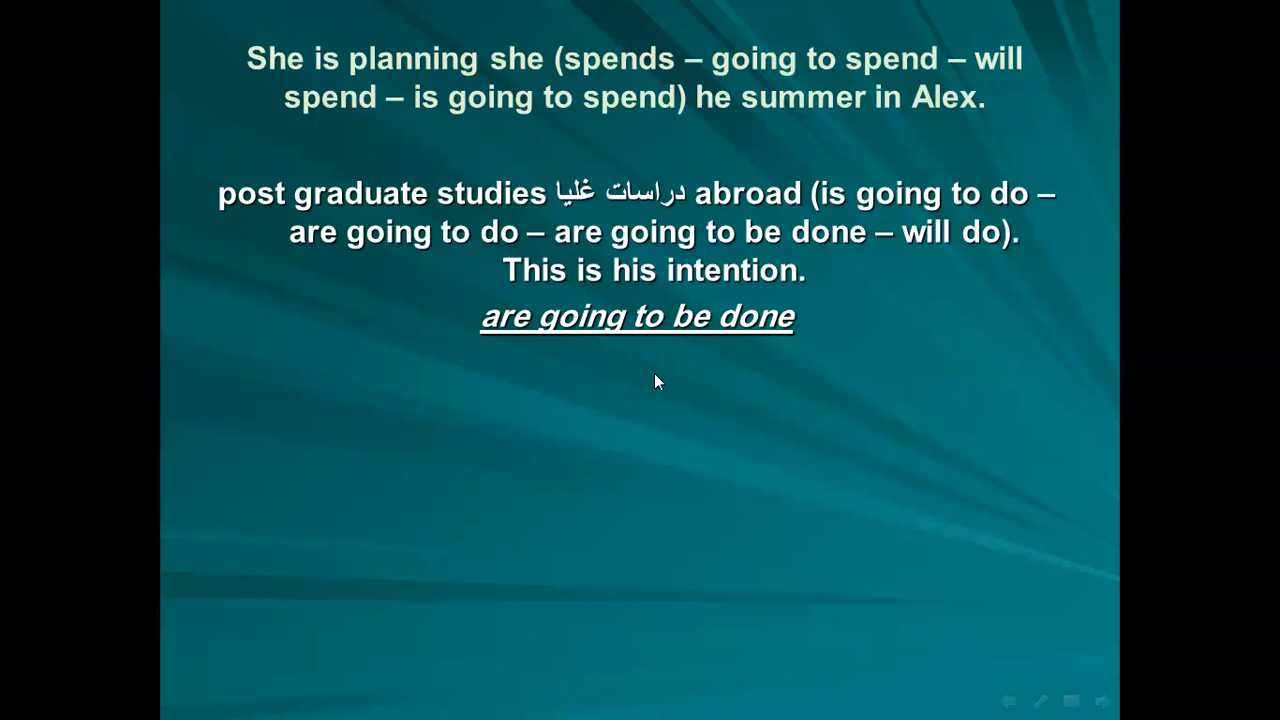 She is planning she (spends – going to spend – will
spend – is going to spend) he summer in Alex.
post graduate studies دراسات غليا abroad (is going to do –
are going to do – are going to be done – will do).
This is his intention.
are going to be done